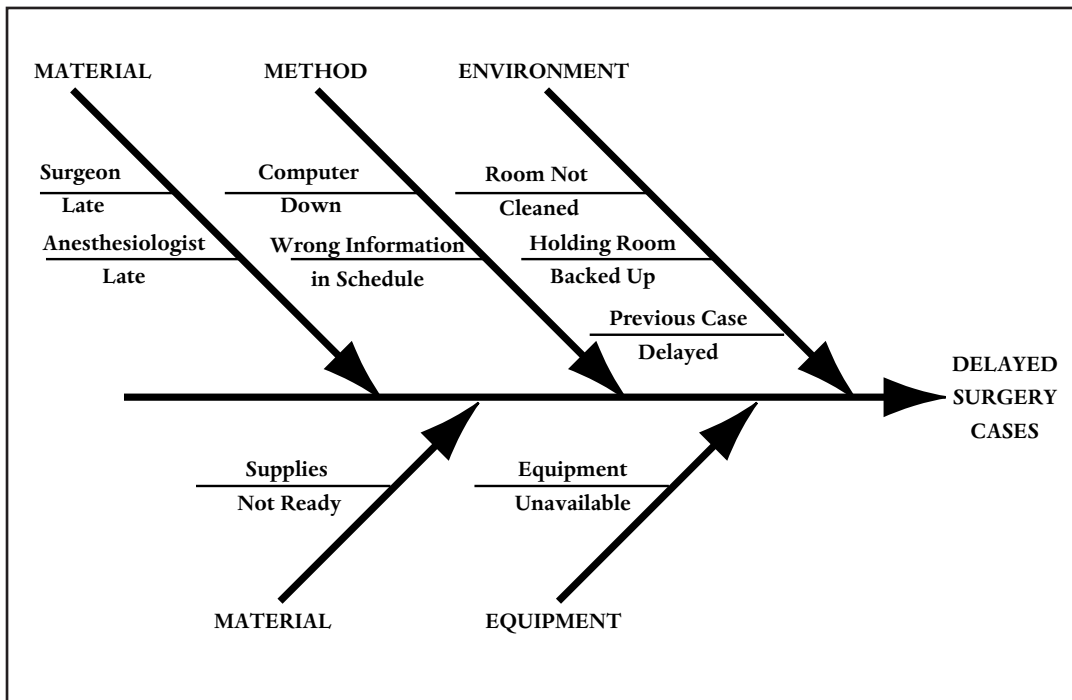 MATERIAL
METHOD
ENVIRONMENT
Surgeon
Late
Anesthesiologist
Late
Computer
Down
Wrong Information
in Schedule
Room Not
Cleaned
Holding Room
Backed Up
Previous Case
Delayed
DELAYED
SURGERY
CASES
Supplies
Not Ready
Equipment
Unavailable
MATERIAL
EQUIPMENT